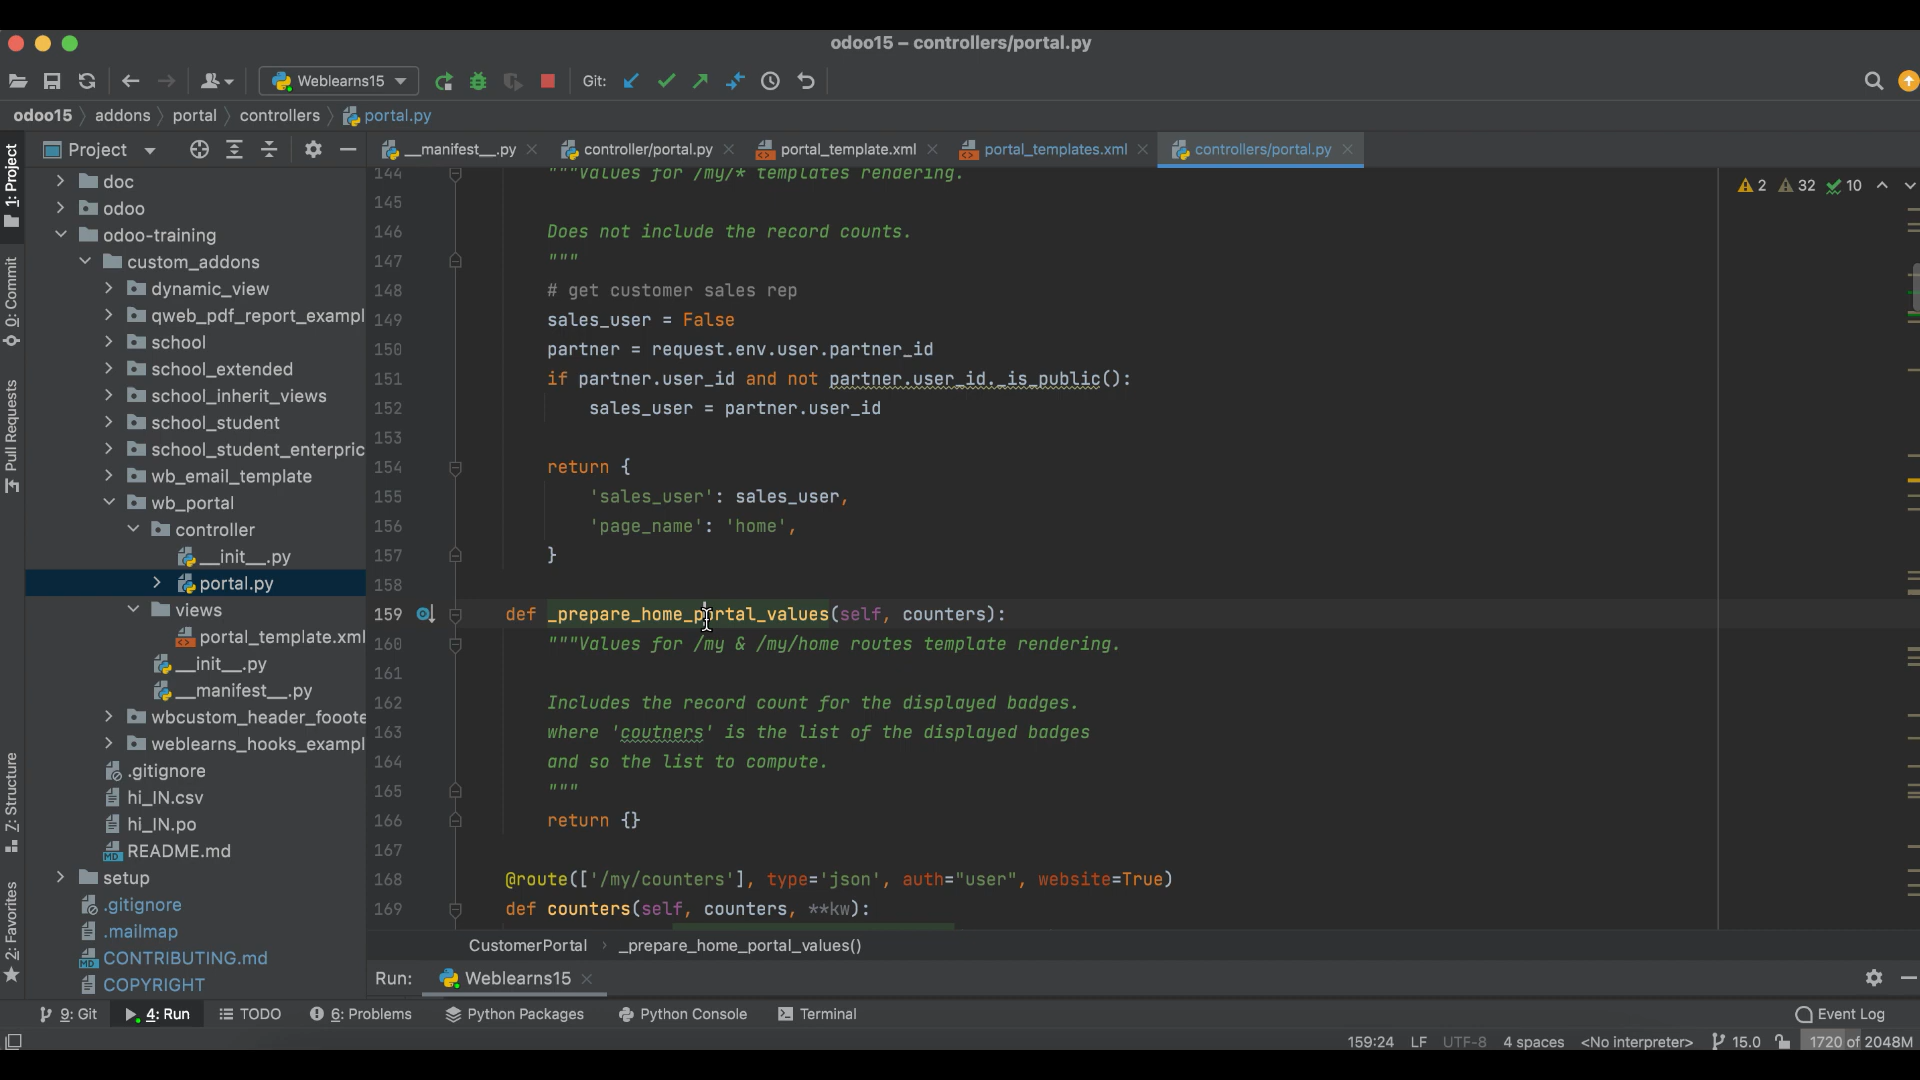 odoo15 – controllers/portal.py
Weblearns15
Git:
odoo15 addons portal controllers portal.py
Project
__manifest__.py
controller/portal.py
portal_template.xml
portal_templates.xml
controllers/portal.py
1: Project
0: Commit
Pull Requests
Z: Structure
2: Favorites
doc
odoo
odoo-training
custom_addons
dynamic_view
qweb_pdf_report_exampl
school
school_extended
school_inherit_views
school_student
school_student_enterpric
wb_email_template
wb_portal
controller
__init__.py
portal.py
views
portal_template.xml
__init__.py
__manifest__.py
wbcustom_header_foote
weblearns_hooks_exampl
.gitignore
hi_IN.csv
hi_IN.po
README.md
setup
.gitignore
.mailmap
CONTRIBUTING.md
COPYRIGHT
2 32 10
144 """Values for /my/* templates rendering.
145
146 Does not include the record counts.
147 """
148 # get customer sales rep
149 sales_user = False
150 partner = request.env.user.partner_id
151 if partner.user_id and not partner.user_id._is_public():
152 sales_user = partner.user_id
153
154 return {
155 'sales_user': sales_user,
156 'page_name': 'home',
157 }
158
159 def _prepare_home_portal_values(self, counters):
160 """Values for /my & /my/home routes template rendering.
161
162 Includes the record count for the displayed badges.
163 where 'coutners' is the list of the displayed badges
164 and so the list to compute.
165 """
166 return {}
167
168 @route(['/my/counters'], type='json', auth="user", website=True)
169 def counters(self, counters, **kw):
CustomerPortal _prepare_home_portal_values()
Run: Weblearns15
9: Git
4: Run
TODO
6: Problems
Python Packages
Python Console
Terminal
Event Log
159:24 LF UTF-8 4 spaces <No interpreter> 15.0 1720 of 2048M